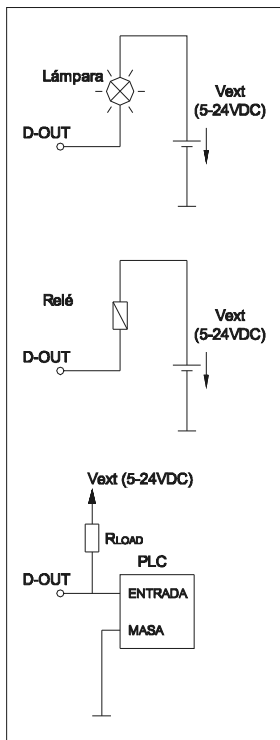 Lámpara
Vext
(5-24VDC)
D-OUT
Relé
Vext
(5-24VDC)
D-OUT
Vext (5-24VDC)
RLOAD
PLC
D-OUT
ENTRADA
MASA